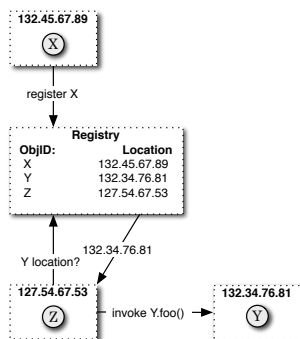 132.45.67.89
X
register X
Registry
ObjID: Location
X 132.45.67.89
Y 132.34.76.81
Z 127.54.67.53
132.34.76.81
Y location?
127.54.67.53
Z
invoke Y.foo()
132.34.76.81
Y